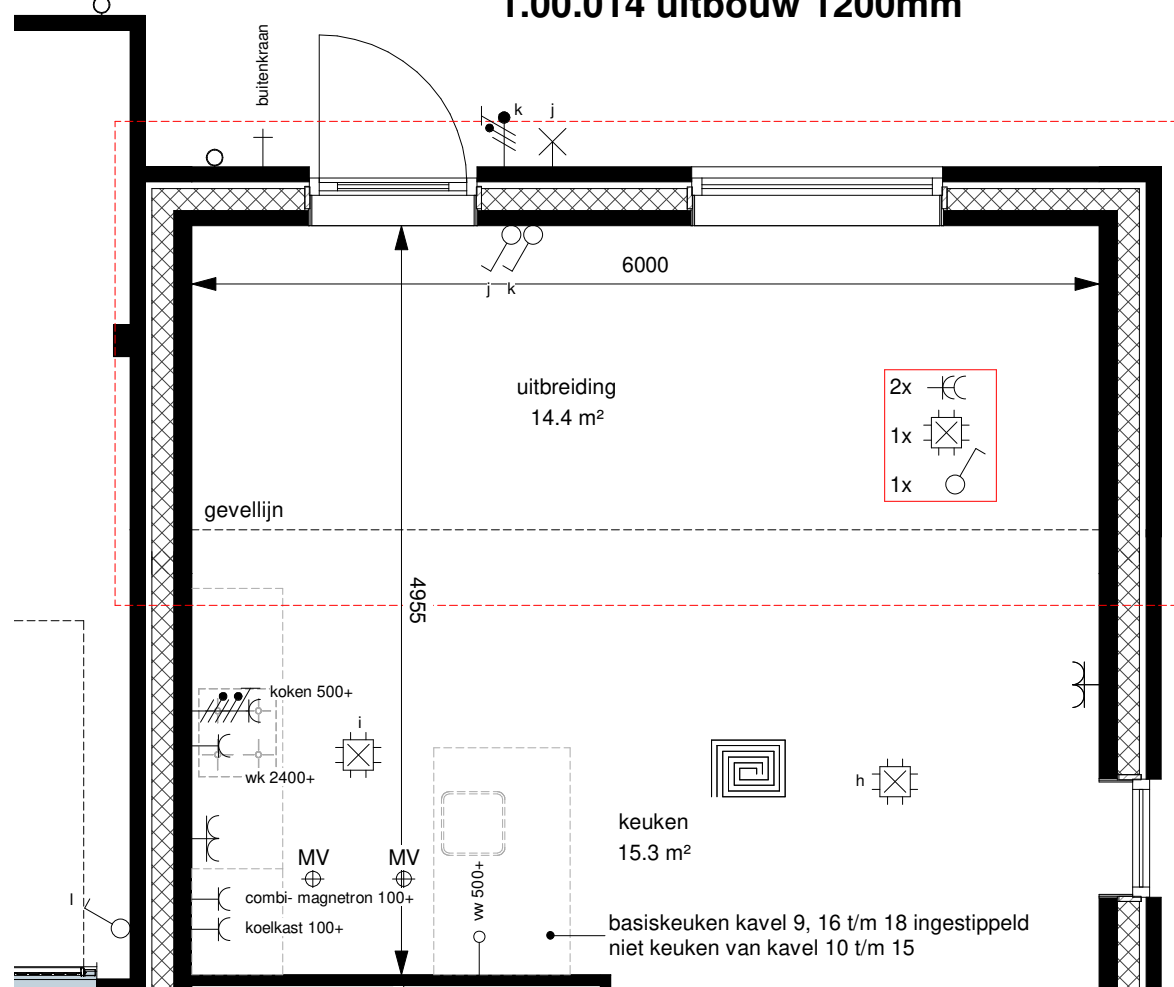 1.00.014 uitbouw 1200mm
buitenkraan
k
j
6000
j
k
uitbreiding
14.4 m²
2x
1x
1x
gevellijn
4955
koken 500+
i
wk 2400+
h
keuken
15.3 m²
MV
MV
vw 500+
combi- magnetron 100+
l
koelkast 100+
basiskeuken kavel 9, 16 t/m 18 ingestippeld
niet keuken van kavel 10 t/m 15